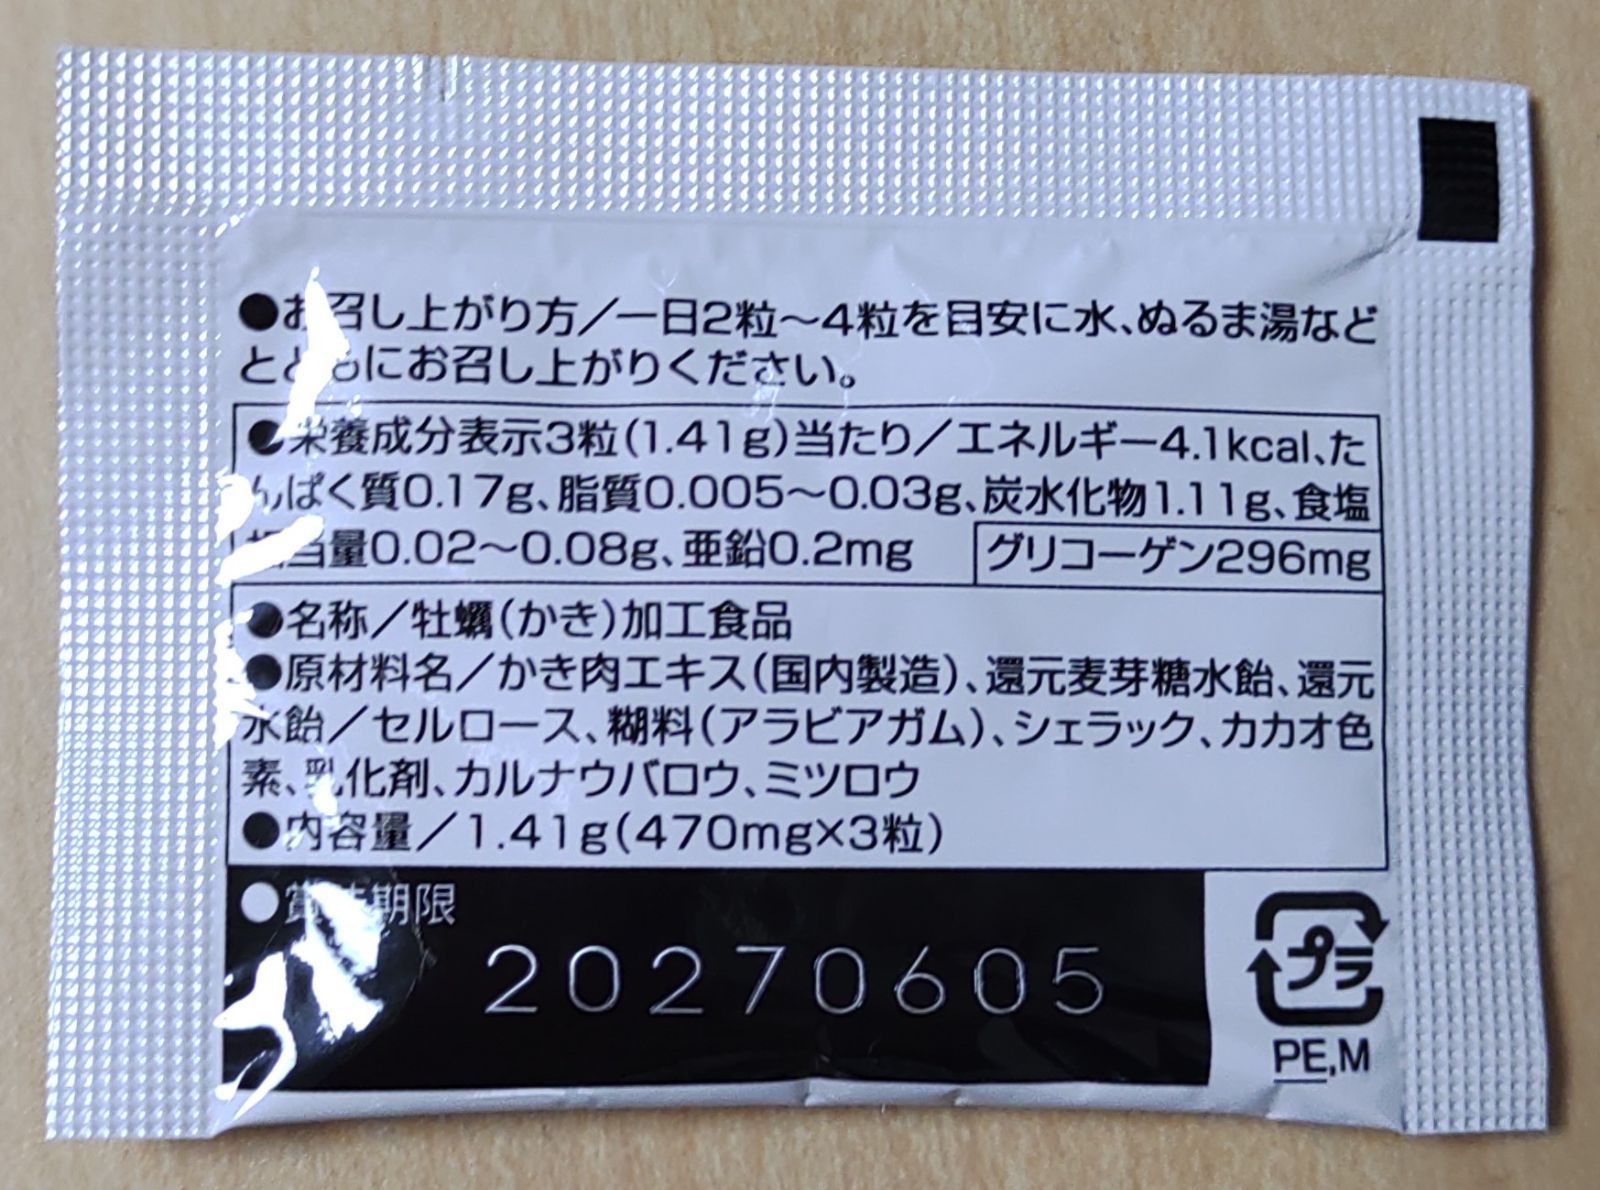 ●お召し上がり方／一日2粒〜4粒を目安に水、ぬるま湯など
とともにお召し上がりください。
●栄養成分表示3粒(1.41g)当たり／エネルギー4.1kcal、た
んぱく質0.17g、脂質0.005〜0.03g、炭水化物1.11g、食塩
相当量0.02〜0.08g、亜鉛0.2mg グリコーゲン296mg
●名称／牡蠣(かき)加工食品
●原材料名／かき肉エキス(国内製造)、還元麦芽糖水飴、還元
水飴／セルロース、糊料(アラビアガム)、シェラック、カカオ色
素、乳化剤、カルナウバロウ、ミツロウ
●内容量／1.41g(470mg×3粒)
●賞味期限
20270605
プラ
PE,M